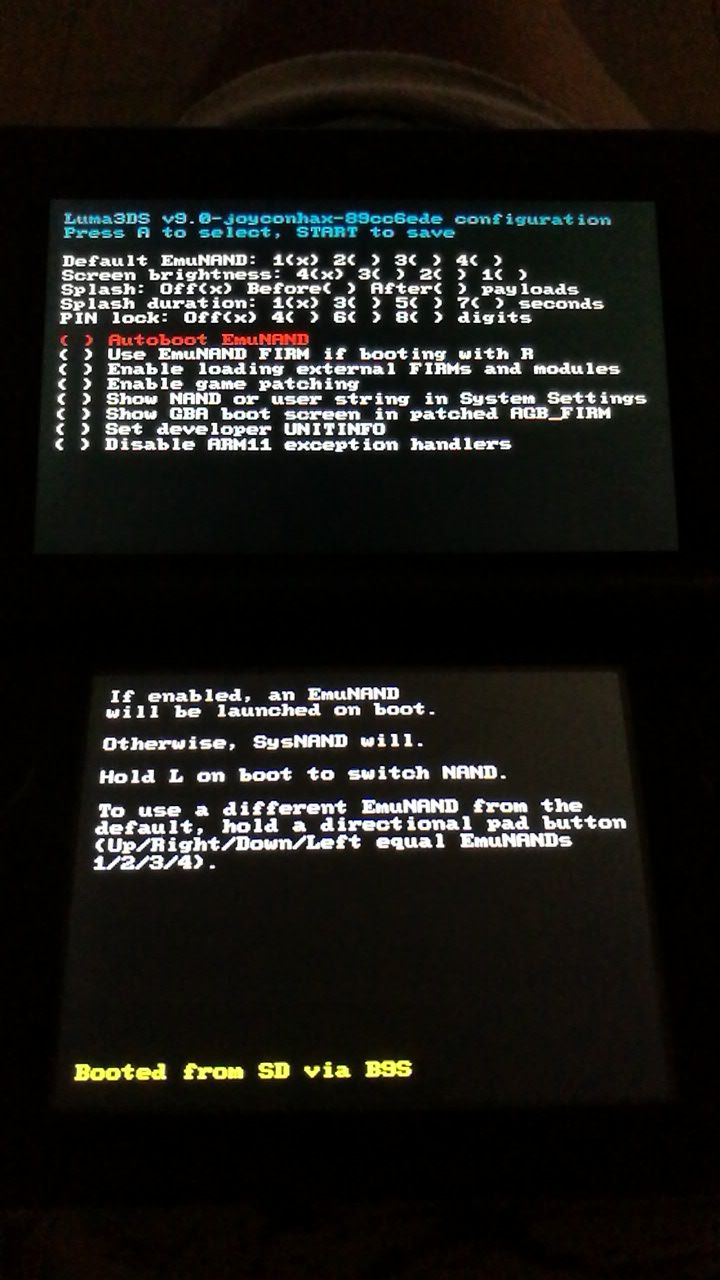 Luma3DS v9.0-joyconhax-89cc6ede configuration
Press A to select, START to save
Default EmuNAND: 1(x) 2( ) 3( ) 4( )
Screen brightness: 4(x) 3( ) 2( ) 1( )
Splash: Off(x) Before( ) After( ) payloads
Splash duration: 1(x) 3( ) 5( ) 7( ) seconds
PIN lock: Off(x) 4( ) 6( ) 8( ) digits
( ) Autoboot EmuNAND
( ) Use EmuNAND FIRM if booting with R
( ) Enable loading external FIRMs and modules
( ) Enable game patching
( ) Show NAND or user string in System Settings
( ) Show GBA boot screen in patched AGB_FIRM
( ) Set developer UNITINFO
( ) Disable ARM11 exception handlers
If enabled, an EmuNAND
will be launched on boot.
Otherwise, SysNAND will.
Hold L on boot to switch NAND.
To use a different EmuNAND from the
default, hold a directional pad button
(Up/Right/Down/Left equal EmuNANDs
1/2/3/4).
Booted from SD via B9S